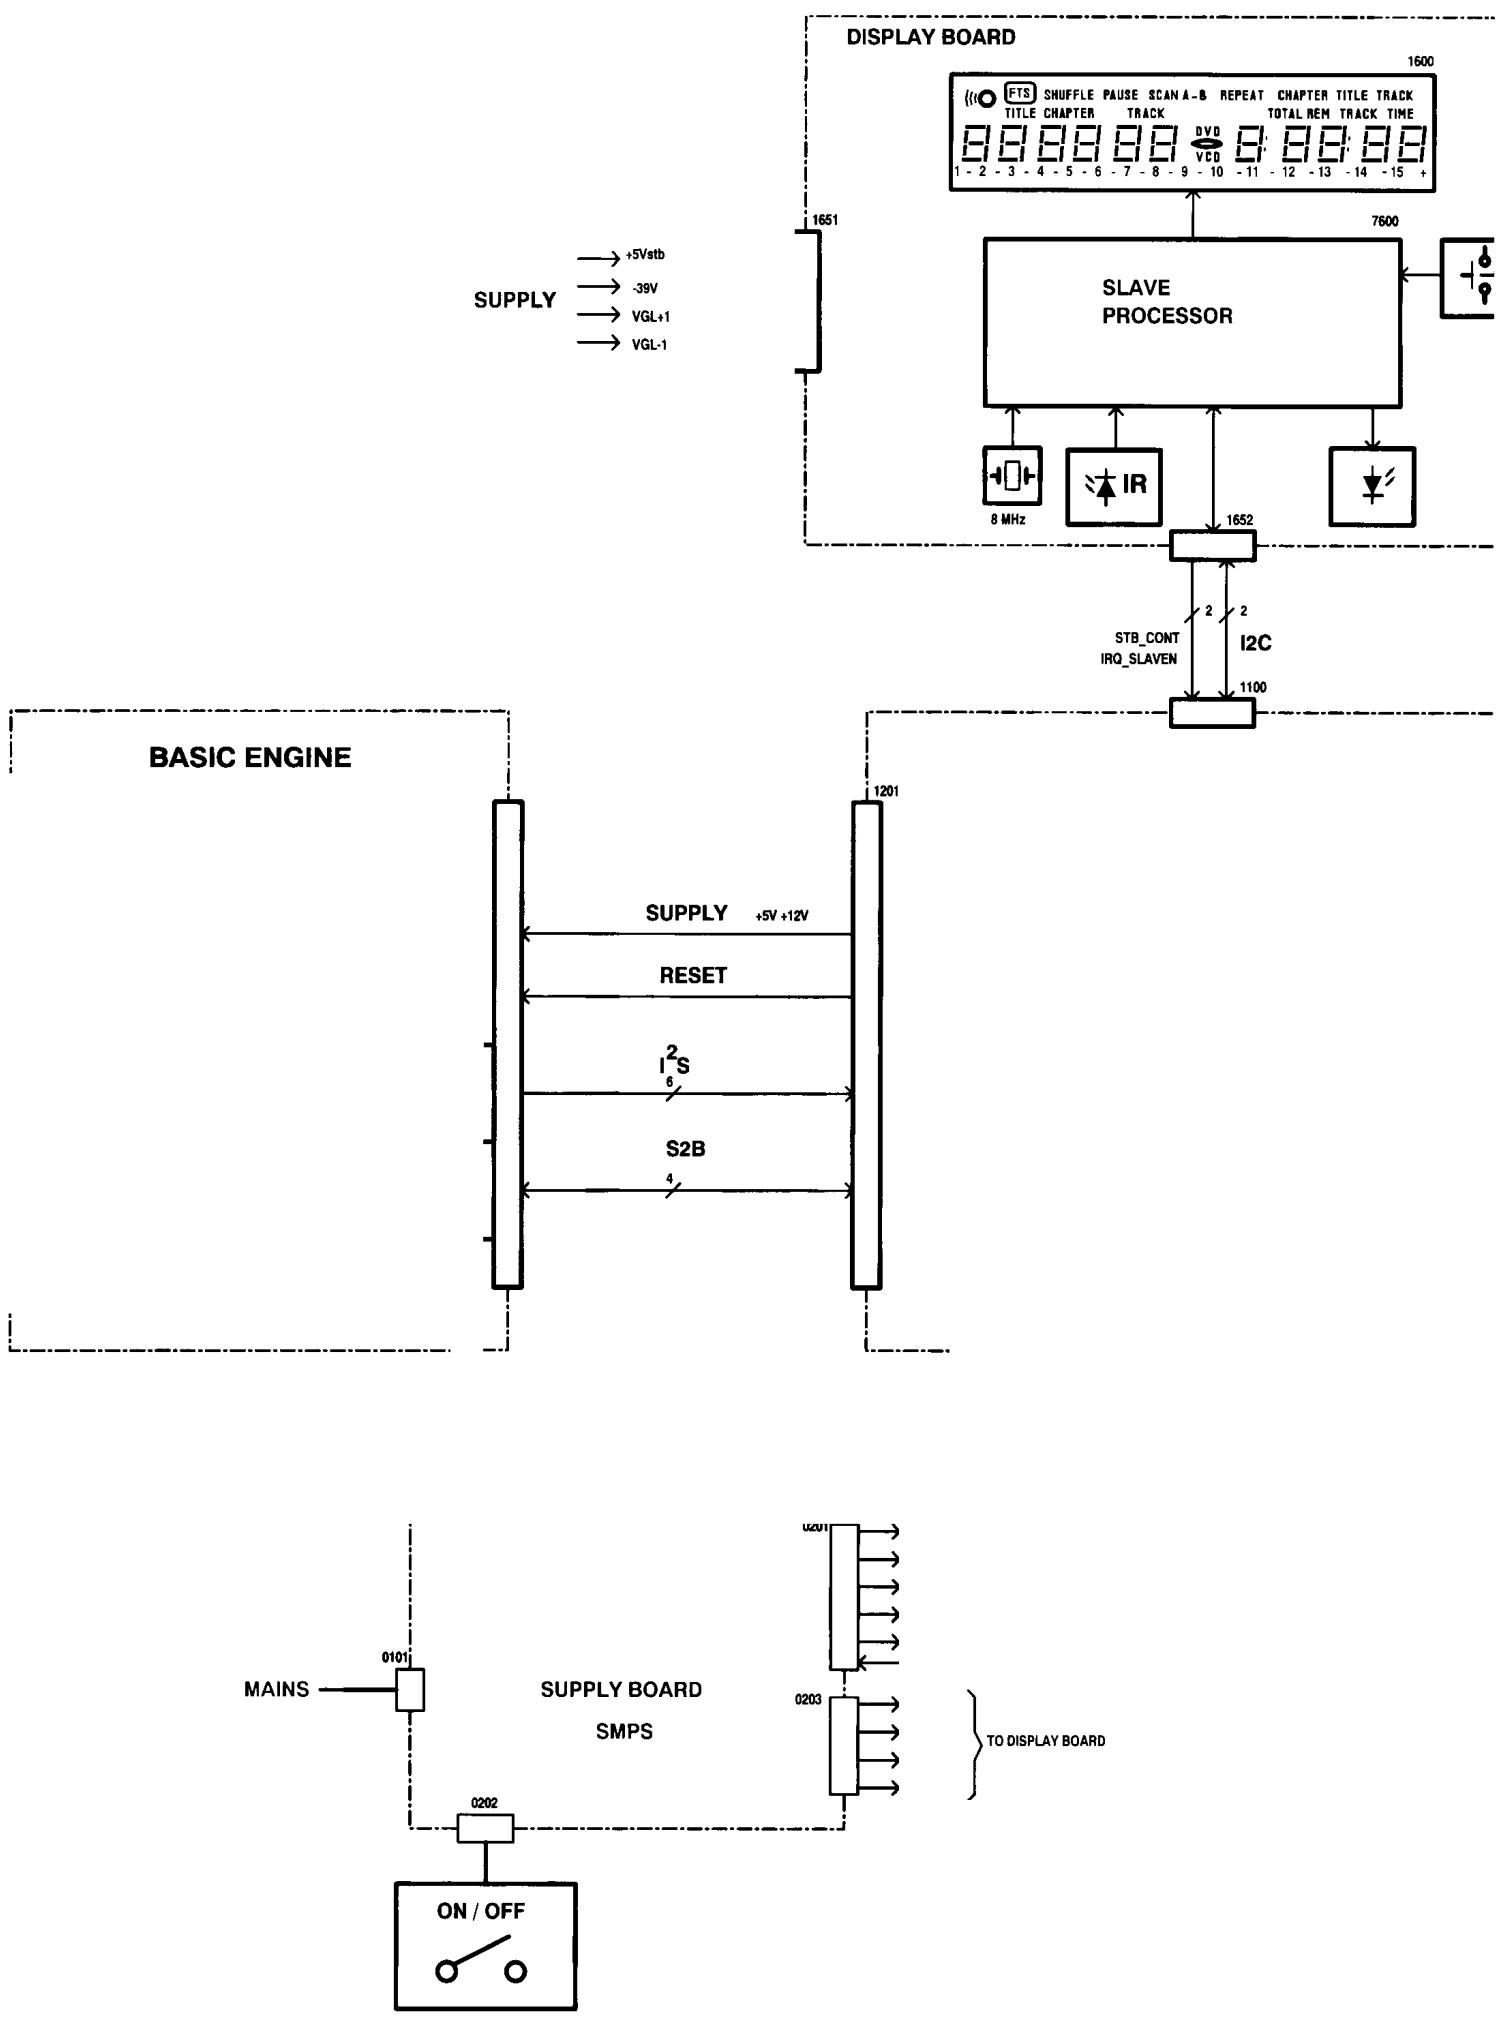 DISPLAY BOARD
1600
FTS SHUFFLE PAUSE SCAN A-B REPEAT CHAPTER TITLE TRACK
TITLE CHAPTER TRACK TOTAL REM TRACK TIME
DVD
VCD
1 - 2 - 3 - 4 - 5 - 6 - 7 - 8 - 9 - 10 - 11 - 12 - 13 - 14 - 15 +
1651
7600
SUPPLY
+5Vstb
-39V
VGL+1
VGL-1
SLAVE
PROCESSOR
IR
8 MHz
1652
2 2
STB_CONT
IRQ_SLAVEN
I2C
1100
BASIC ENGINE
1201
SUPPLY +5V +12V
RESET
I²S
6
S2B
4
0201
0101
MAINS
SUPPLY BOARD
SMPS
0203
TO DISPLAY BOARD
0202
ON / OFF